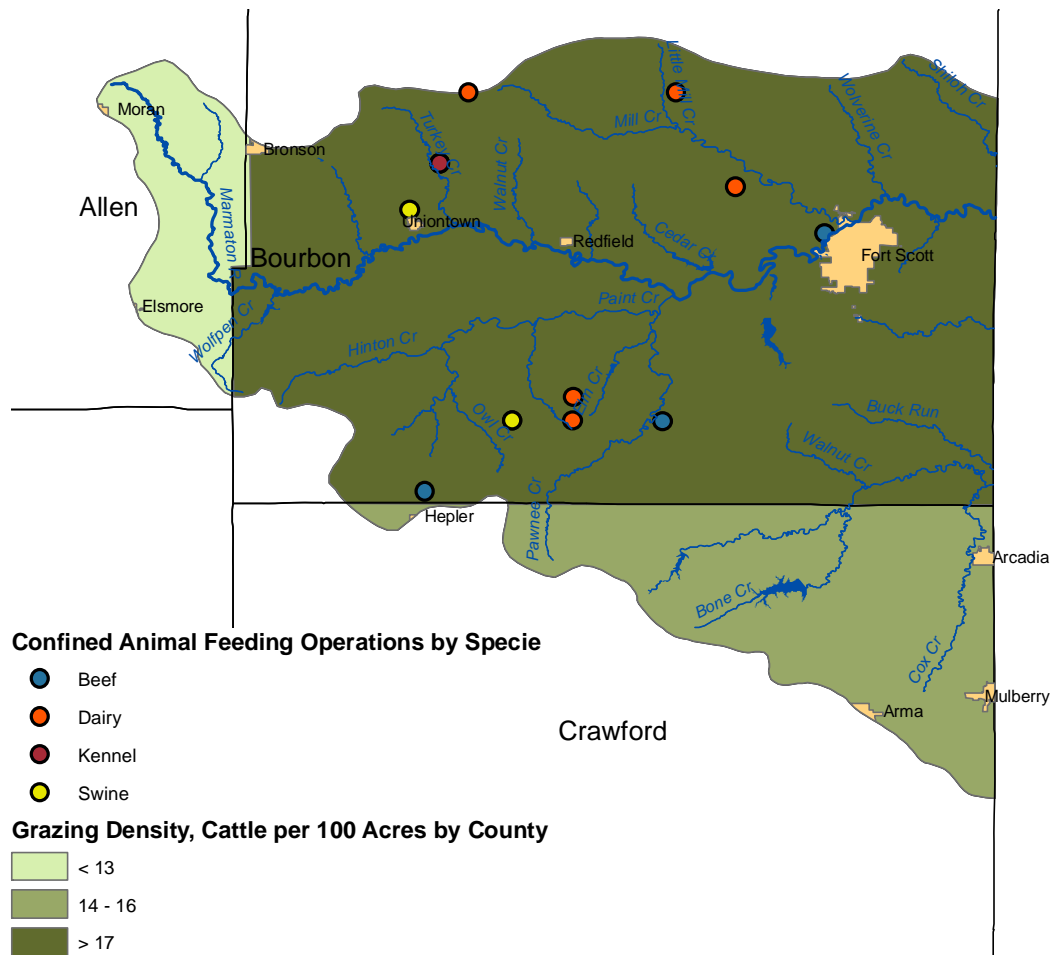 Shiloh Cr
Little Mill Cr
Wolverine Cr
Moran
Mill Cr
Turkey Cr
Bronson
Walnut Cr
Allen
Marmaton R
Uniontown
Redfield
Cedar Cr
Bourbon
Fort Scott
Elsmore
Paint Cr
Wolfpen Cr
Hinton Cr
Elm Cr
Buck Run
Owl Cr
Walnut Cr
Hepler
Pawnee Cr
Arcadia
Bone Cr
Cox Cr
Confined Animal Feeding Operations by Specie
Beef
Mulberry
Dairy
Arma
Crawford
Kennel
Swine
Grazing Density, Cattle per 100 Acres by County
< 13
14 - 16
> 17